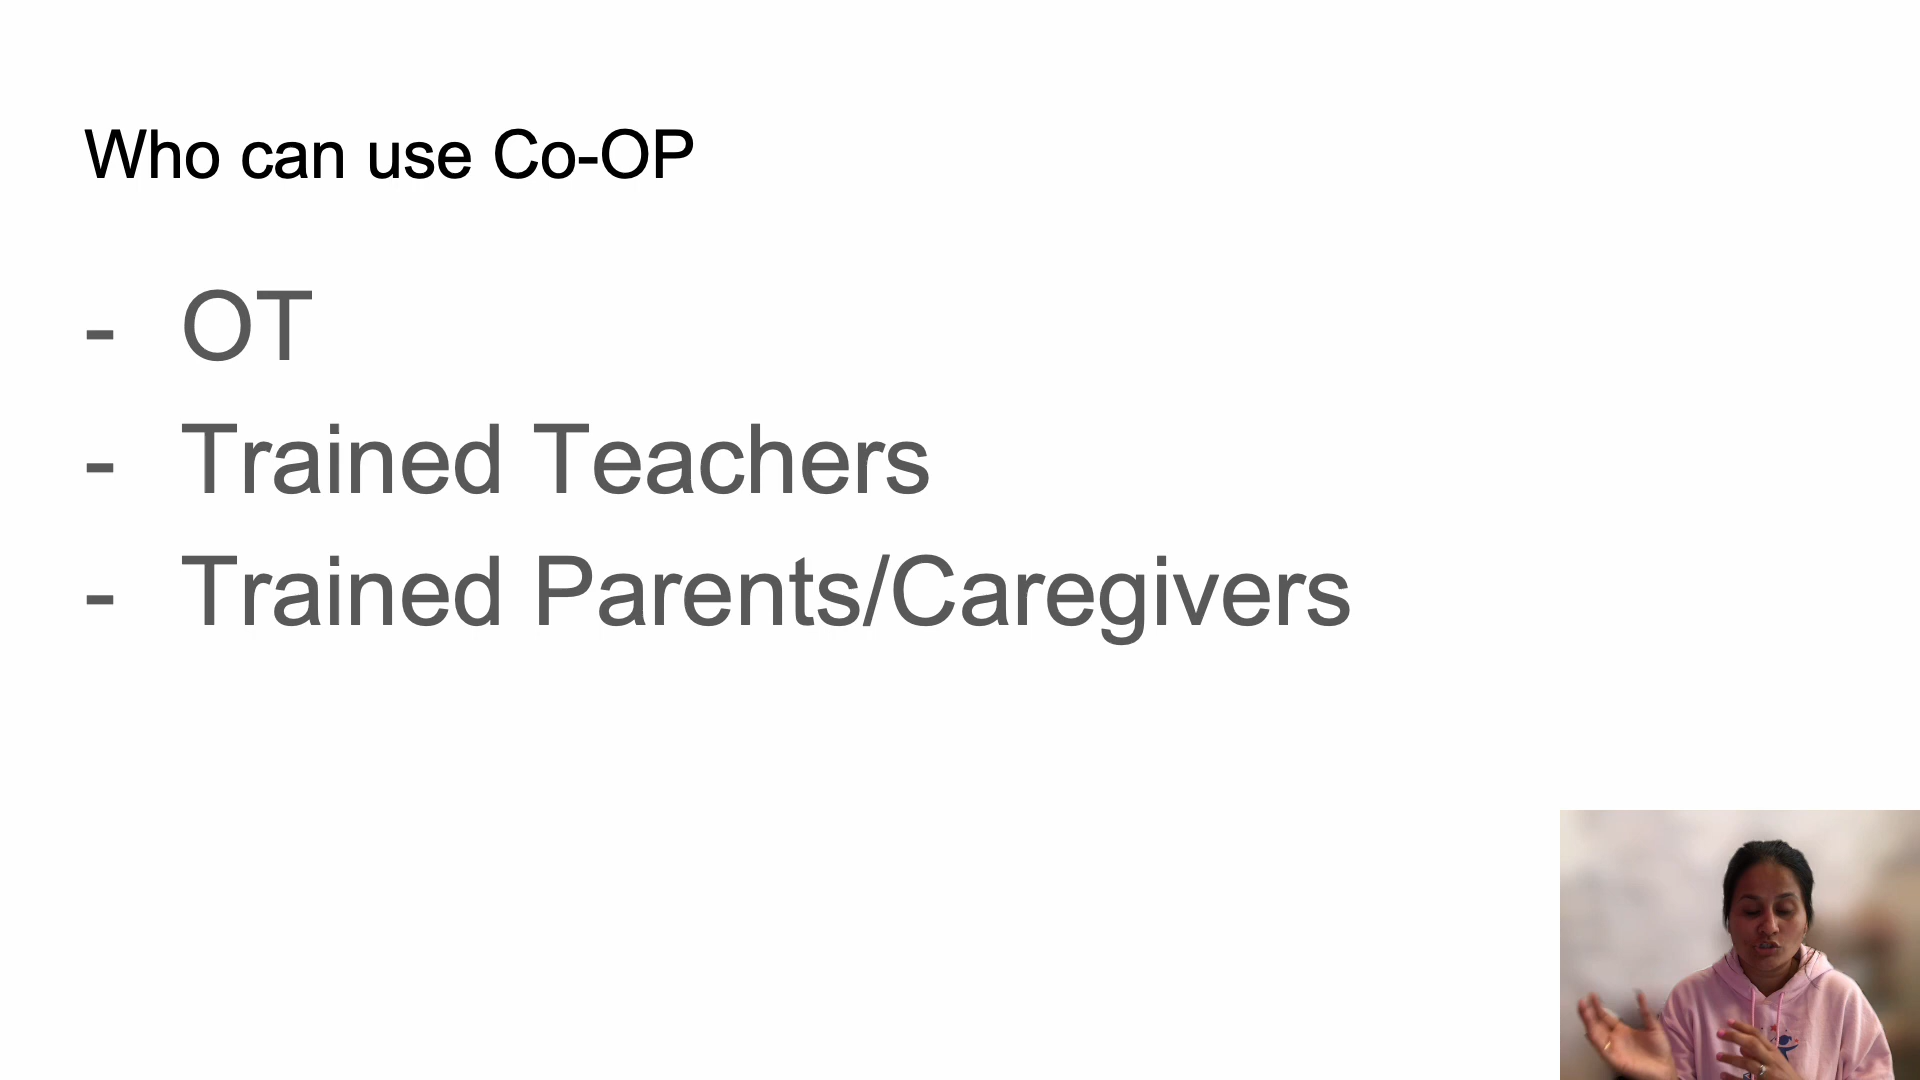 Who can use Co-OP
- OT
- Trained Teachers
- Trained Parents/Caregivers